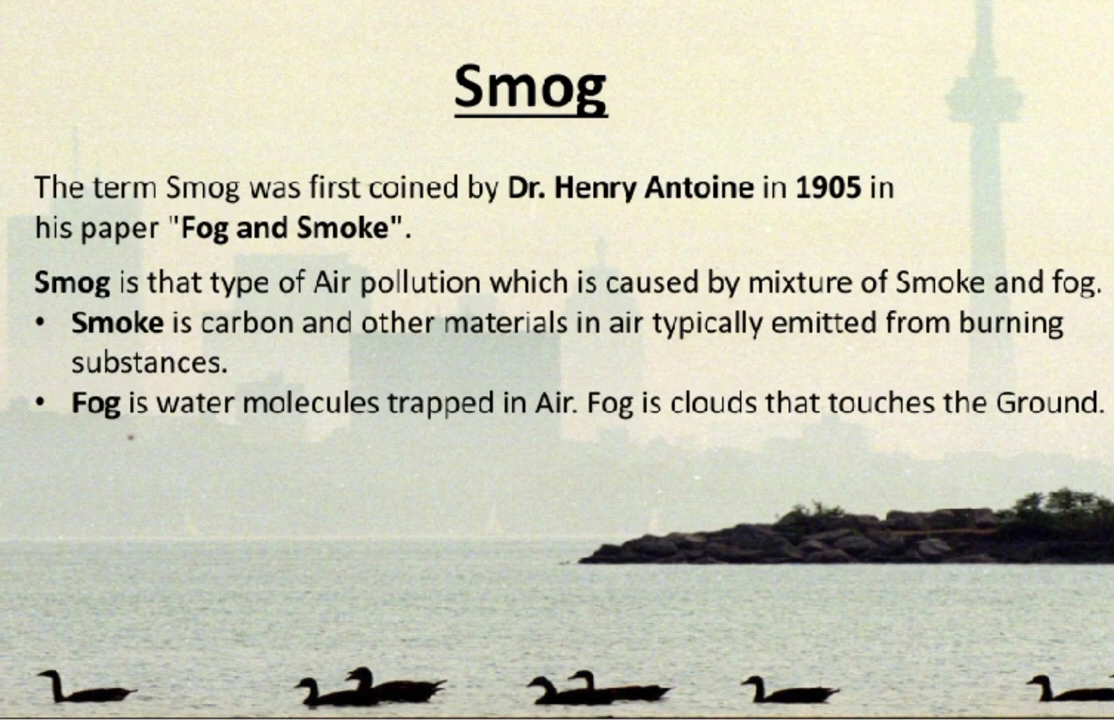 Smog
The term Smog was first coined by Dr. Henry Antoine in 1905 in
his paper "Fog and Smoke".
Smog is that type of Air pollution which is caused by mixture of Smoke and fog.
• Smoke is carbon and other materials in air typically emitted from burning
substances.
• Fog is water molecules trapped in Air. Fog is clouds that touches the Ground.